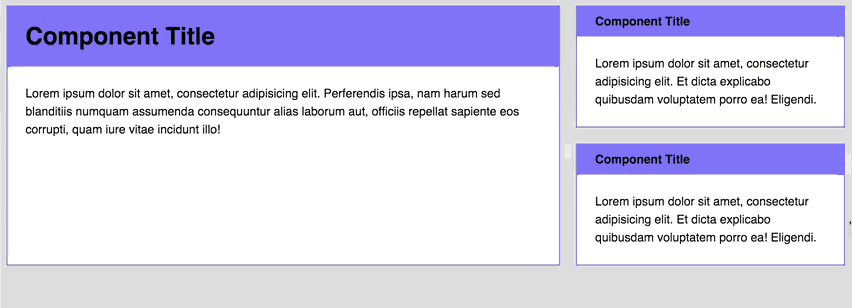 Component Title
Lorem ipsum dolor sit amet, consectetur adipisicing elit. Perferendis ipsa, nam harum sed
blanditiis numquam assumenda consequuntur alias laborum aut, officiis repellat sapiente eos
corrupti, quam iure vitae incidunt illo!
Component Title
Lorem ipsum dolor sit amet, consectetur
adipisicing elit. Et dicta explicabo
quibusdam voluptatem porro ea! Eligendi.
Component Title
Lorem ipsum dolor sit amet, consectetur
adipisicing elit. Et dicta explicabo
quibusdam voluptatem porro ea! Eligendi.